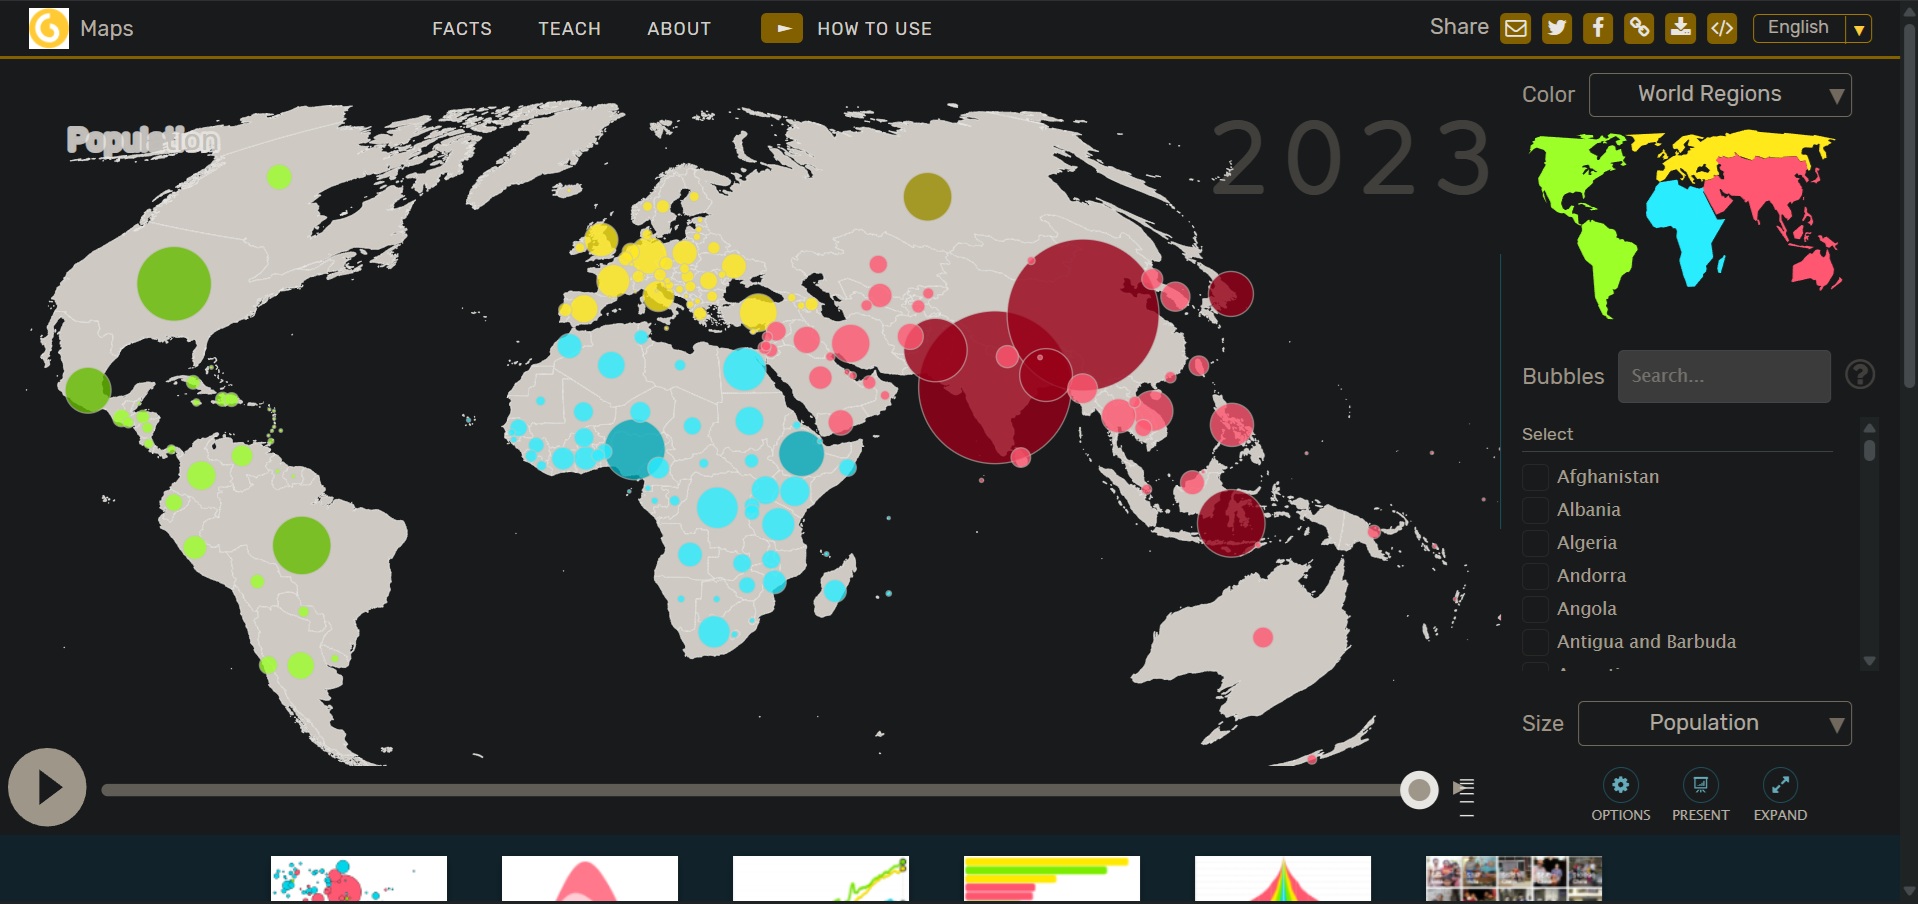 Maps
FACTS
TEACH
ABOUT
HOW TO USE
Share
English
Color
World Regions
Population
2023
Bubbles
Search...
?
Select
Afghanistan
Albania
Algeria
Andorra
Angola
Antigua and Barbuda
Size
Population
OPTIONS
PRESENT
EXPAND